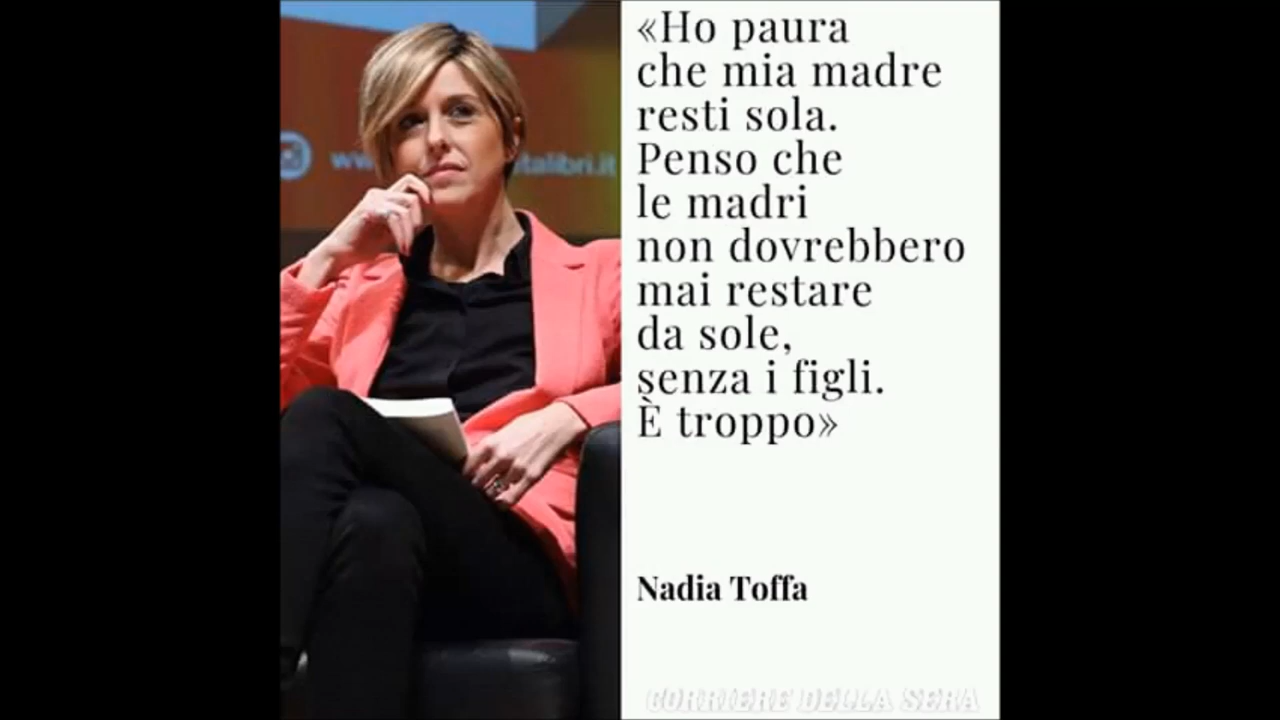 «Ho paura
che mia madre
resti sola.
Penso che
le madri
non dovrebbero
mai restare
da sole,
senza i figli.
È troppo»
Nadia Toffa
CORRIERE DELLA SERA